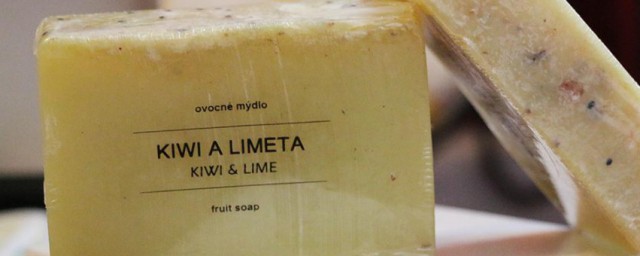 ovocné mýdlo
KIWI A LIMETA
KIWI & LIME
fruit soap